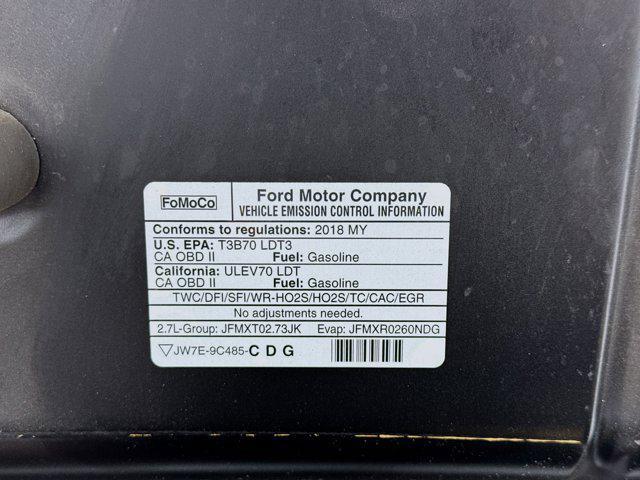 FoMoCo
Ford Motor Company
VEHICLE EMISSION CONTROL INFORMATION
Conforms to regulations: 2018 MY
U.S. EPA: T3B70 LDT3
CA OBD II Fuel: Gasoline
California: ULEV70 LDT
CA OBD II Fuel: Gasoline
TWC/DFI/SFI/WR-HO2S/HO2S/TC/CAC/EGR
No adjustments needed.
2.7L-Group: JFMXT02.73JK Evap: JFMXR0260NDG
JW7E-9C485-C D G